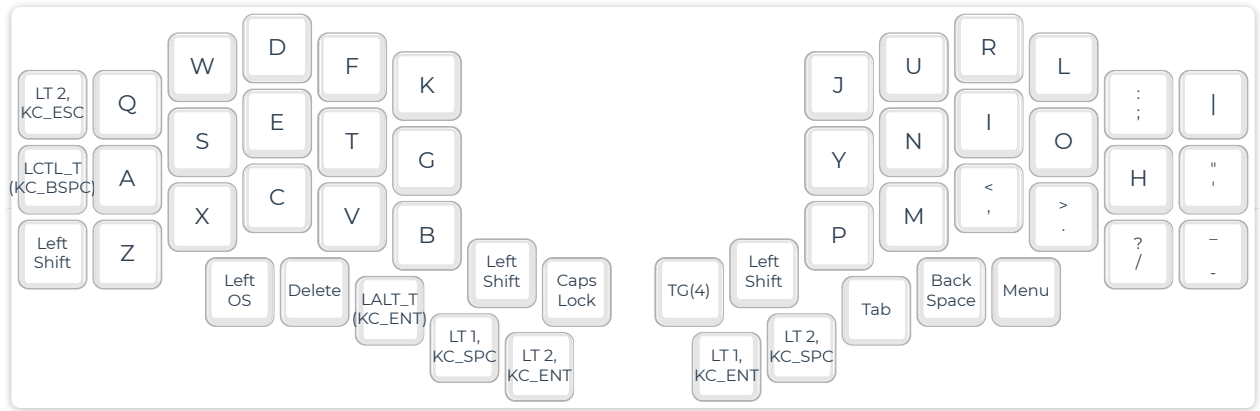 LT 2,
KC_ESC
Q
W
D
F
K
J
U
R
L
:
;
|
LCTL_T
(KC_BSPC)
A
S
E
T
G
Y
N
I
O
H
"
'
Left
Shift
Z
X
C
V
B
P
M
<
,
>
.
?
/
_
-
Left
OS
Delete
LALT_T
(KC_ENT)
Left
Shift
Caps
Lock
TG(4)
Left
Shift
Tab
Back
Space
Menu
LT 1,
KC_SPC
LT 2,
KC_ENT
LT 1,
KC_ENT
LT 2,
KC_SPC